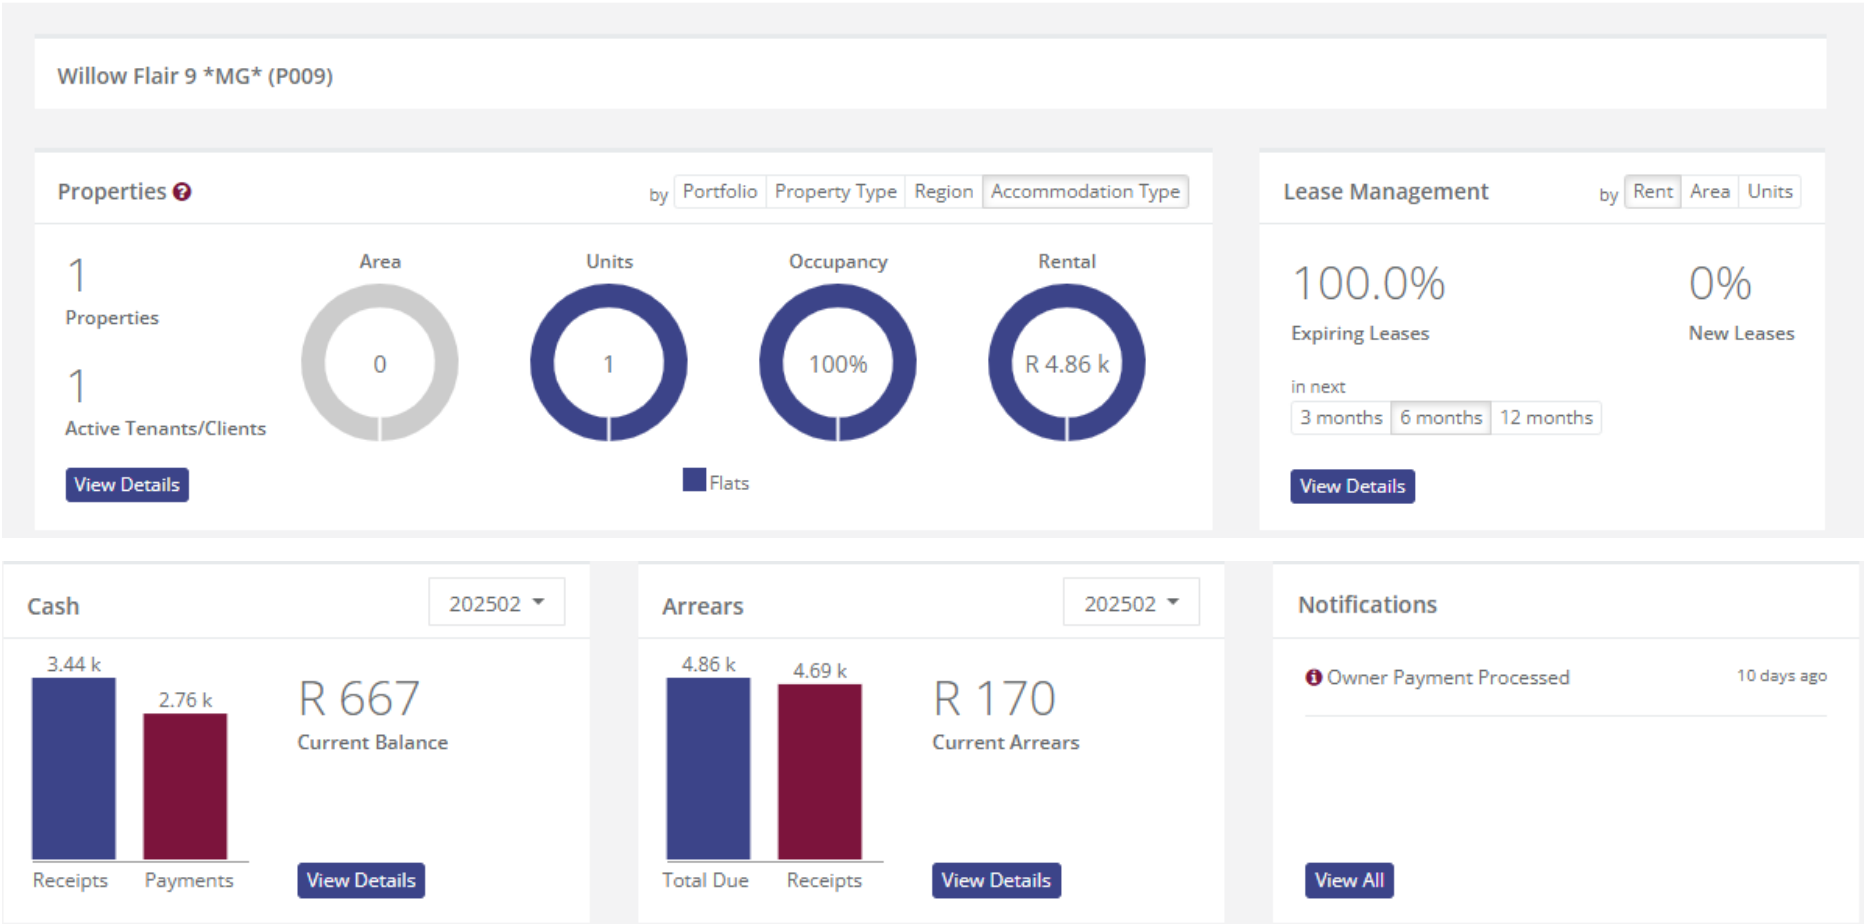 Willow Flair 9 *MG* (P009)
Properties
by Portfolio Property Type Region Accommodation Type
1
Properties
1
Active Tenants/Clients
View Details
Area
0
Units
1
Occupancy
100%
Rental
R 4.86 k
Flats
Lease Management
by Rent Area Units
100.0%
Expiring Leases
0%
New Leases
in next
3 months 6 months 12 months
View Details
Cash
202502
3.44 k
2.76 k
Receipts Payments
R 667
Current Balance
View Details
Arrears
202502
4.86 k
4.69 k
Total Due Receipts
R 170
Current Arrears
View Details
Notifications
Owner Payment Processed 10 days ago
View All